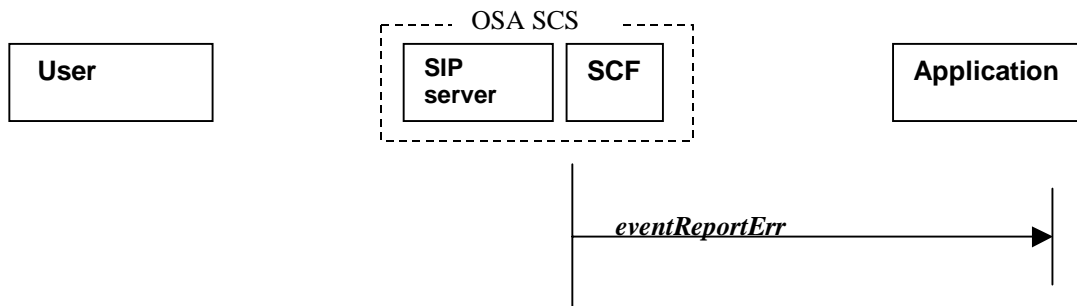 OSA SCS
User
SIP
server
SCF
Application
eventReportErr